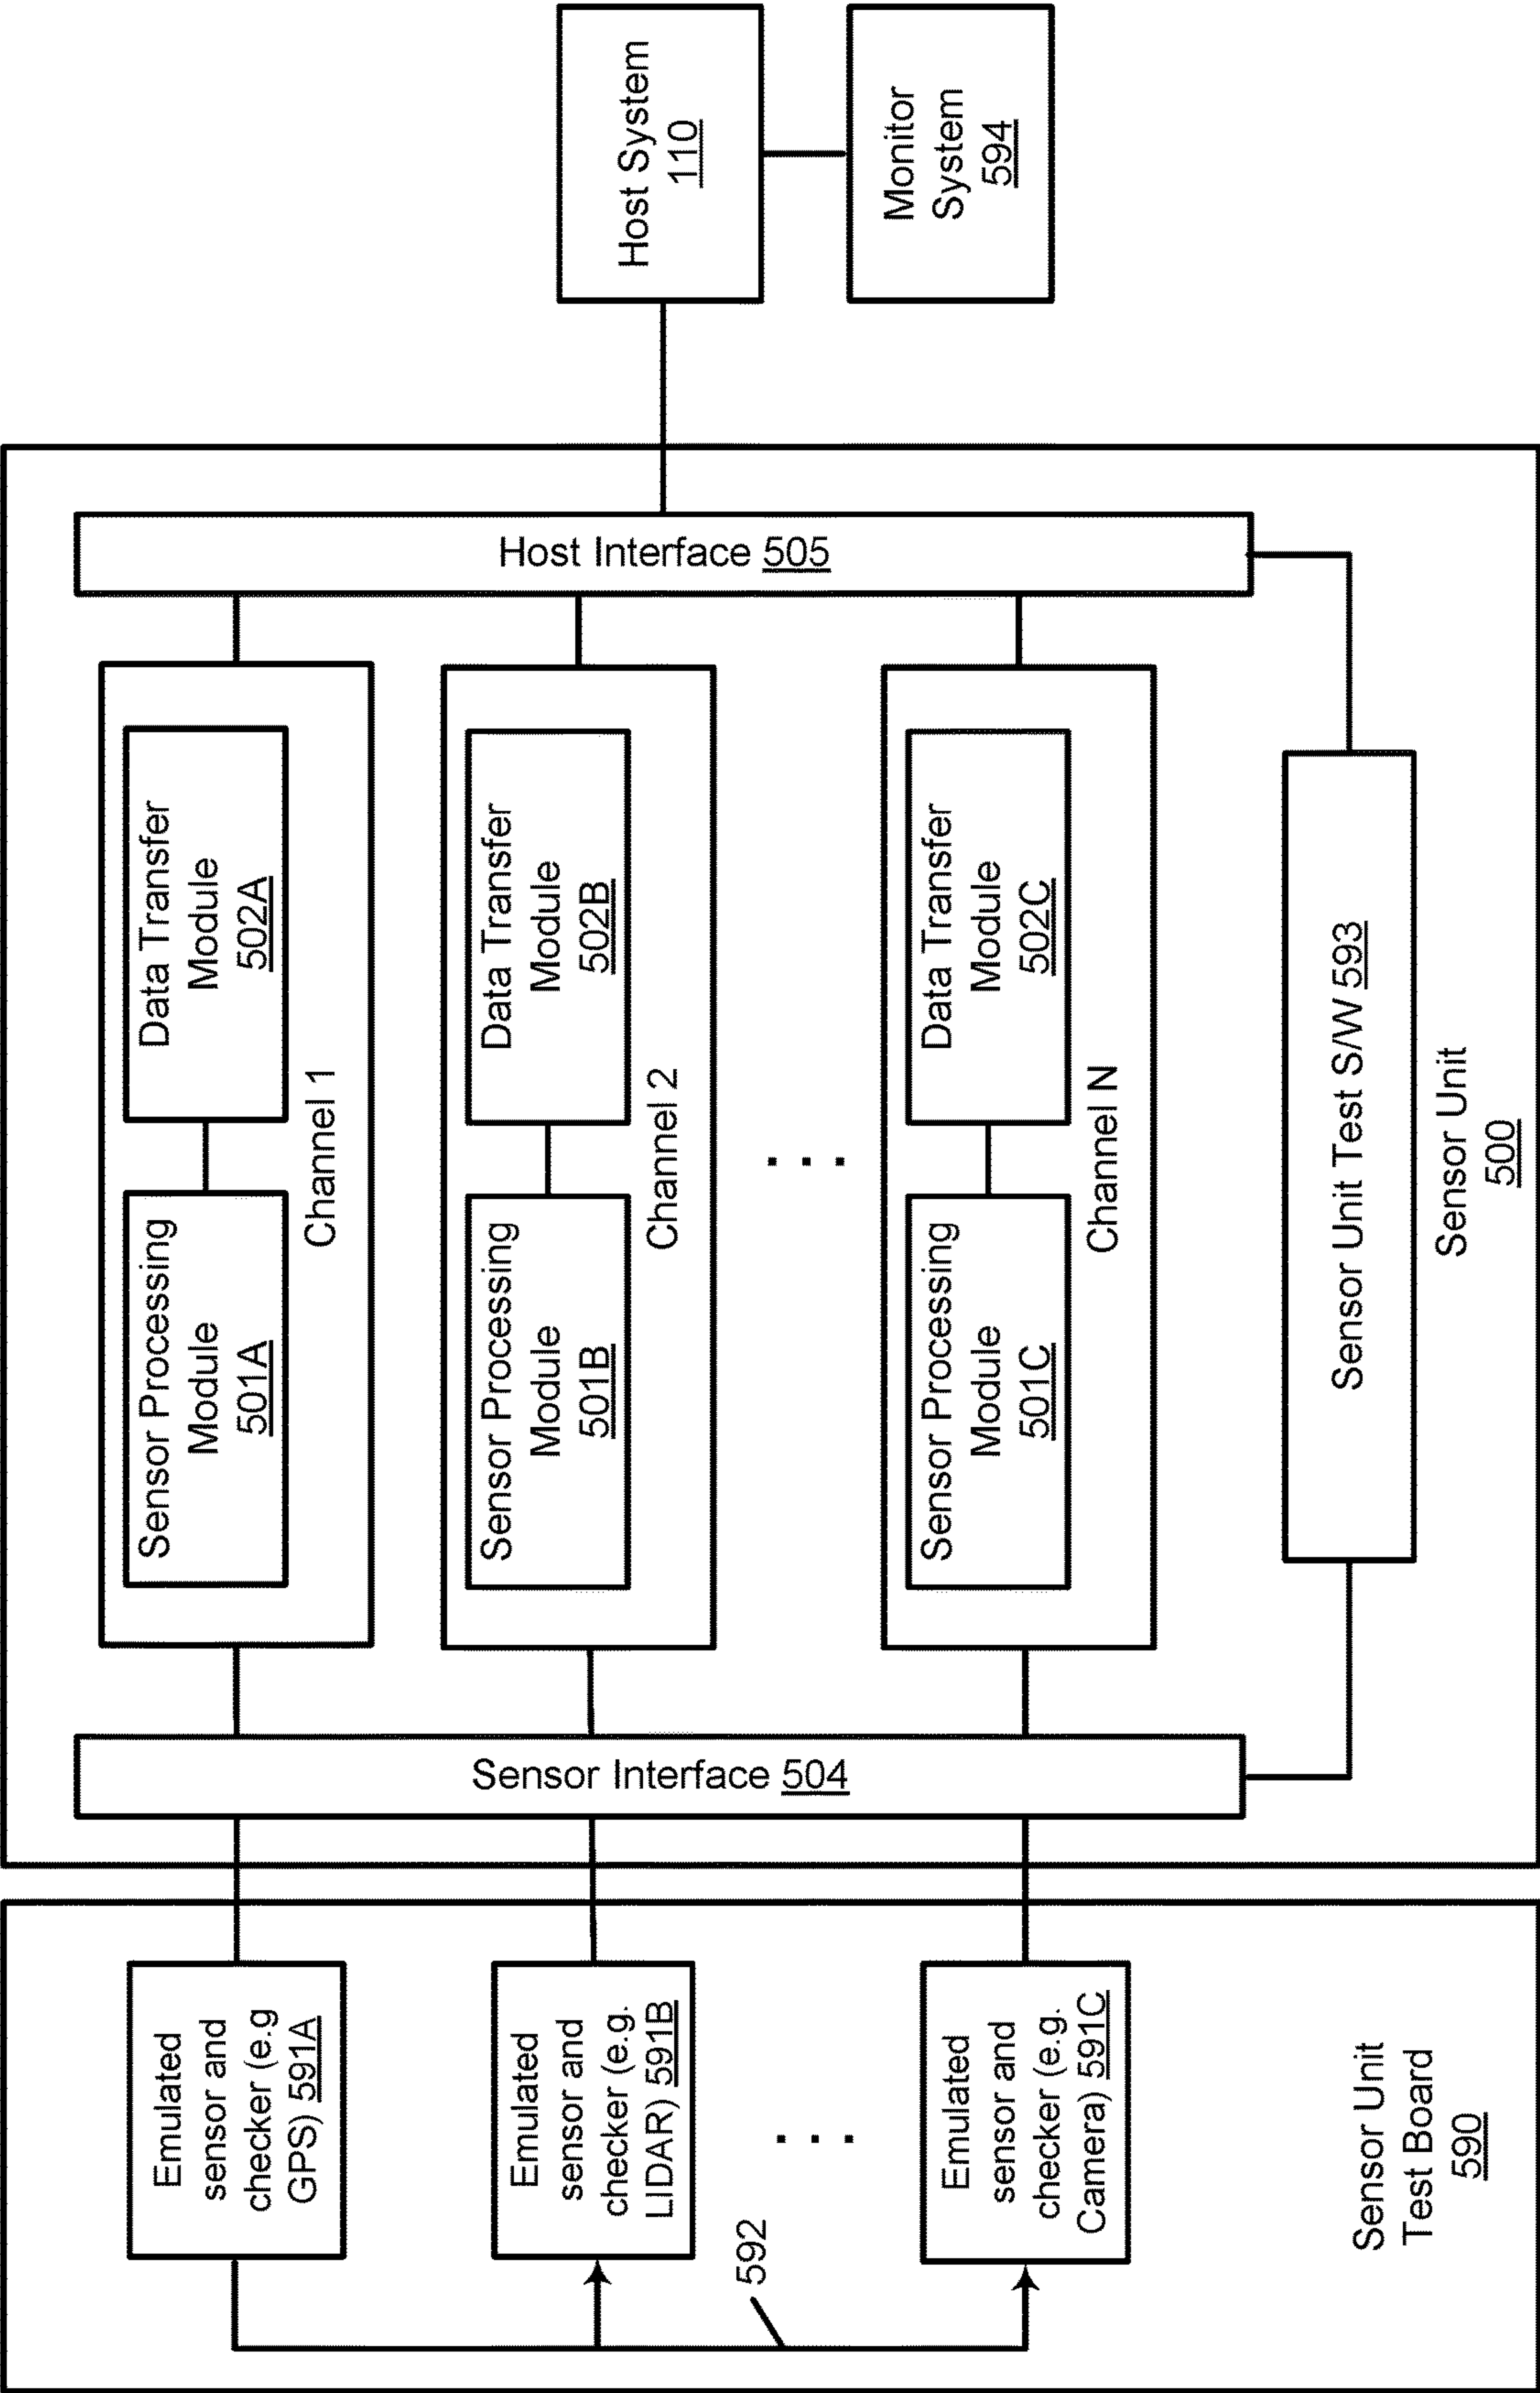 Emulated
sensor and
checker (e.g
GPS) 591A
Emulated
sensor and
checker (e.g.
LIDAR) 591B
. . .
Emulated
sensor and
checker (e.g.
Camera) 591C
592
Sensor Unit
Test Board
590
Sensor Interface 504
Sensor Processing
Module
501A
Data Transfer
Module
502A
Channel 1
Sensor Processing
Module
501B
Data Transfer
Module
502B
Channel 2
. . .
Sensor Processing
Module
501C
Data Transfer
Module
502C
Channel N
Sensor Unit Test S/W 593
Sensor Unit
500
Host Interface 505
Host System
110
Monitor
System
594